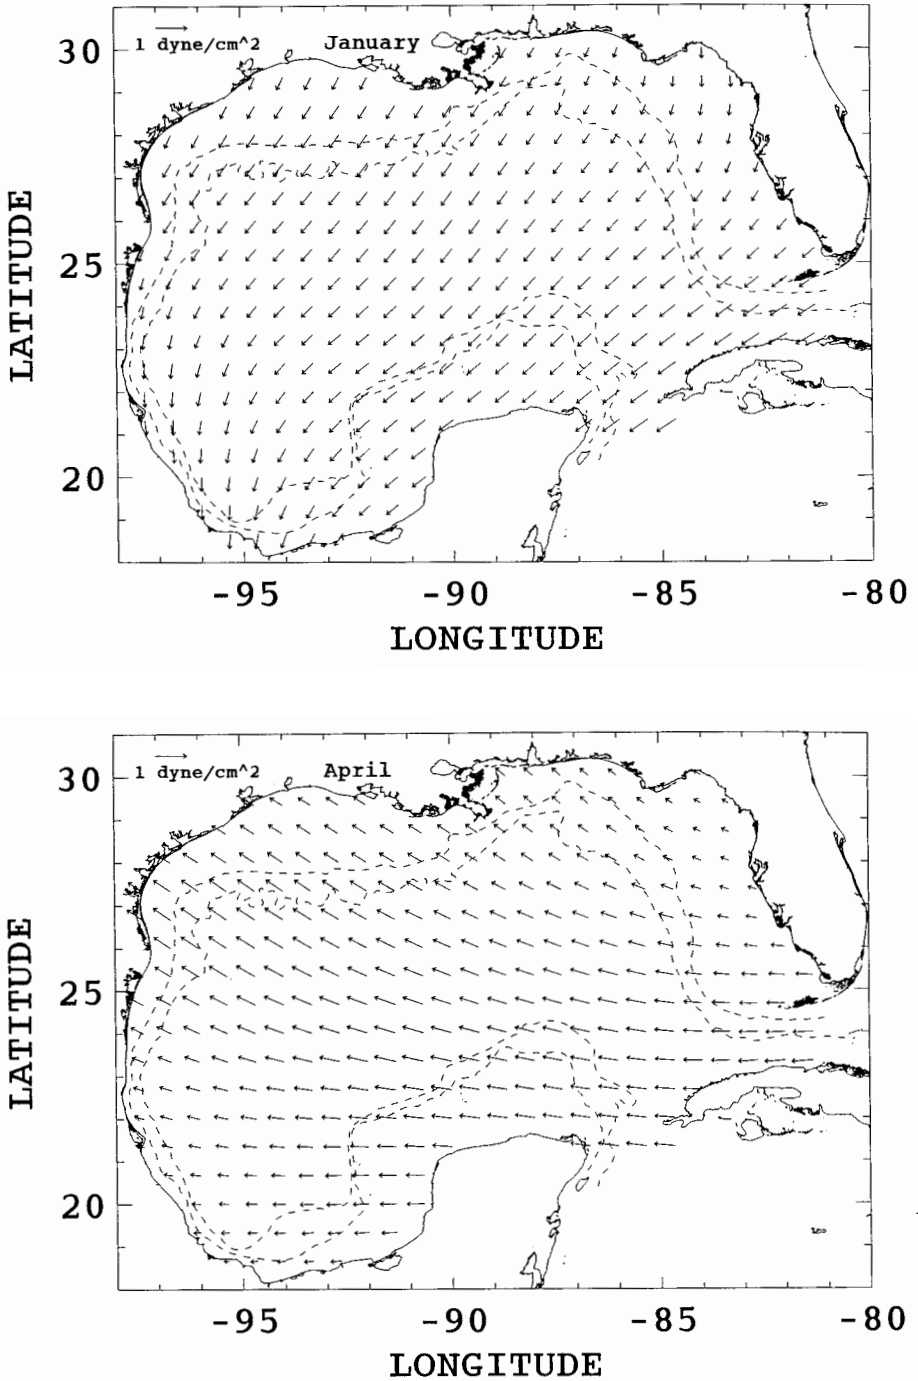 1 dyne/cm^2 January
30
25
20
LATITUDE
-95 -90 -85 -80
LONGITUDE
1 dyne/cm^2 April
30
25
20
LATITUDE
-95 -90 -85 -80
LONGITUDE